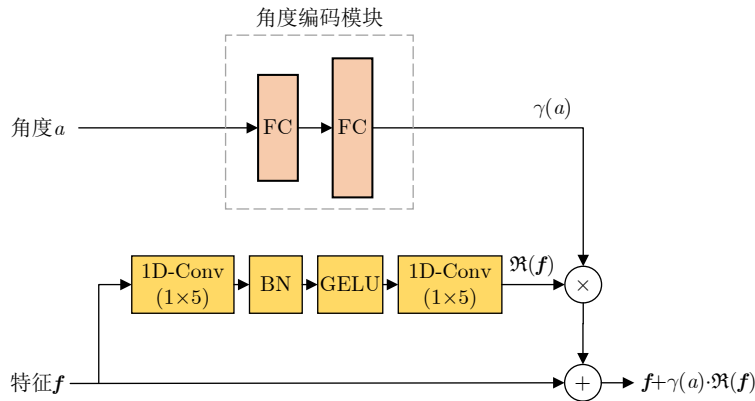 角度编码模块
角度a
FC
FC
γ(a)
1D-Conv
(1×5)
BN
GELU
1D-Conv
(1×5)
ℜ(f)
×
特征f
+
f+γ(a)·ℜ(f)